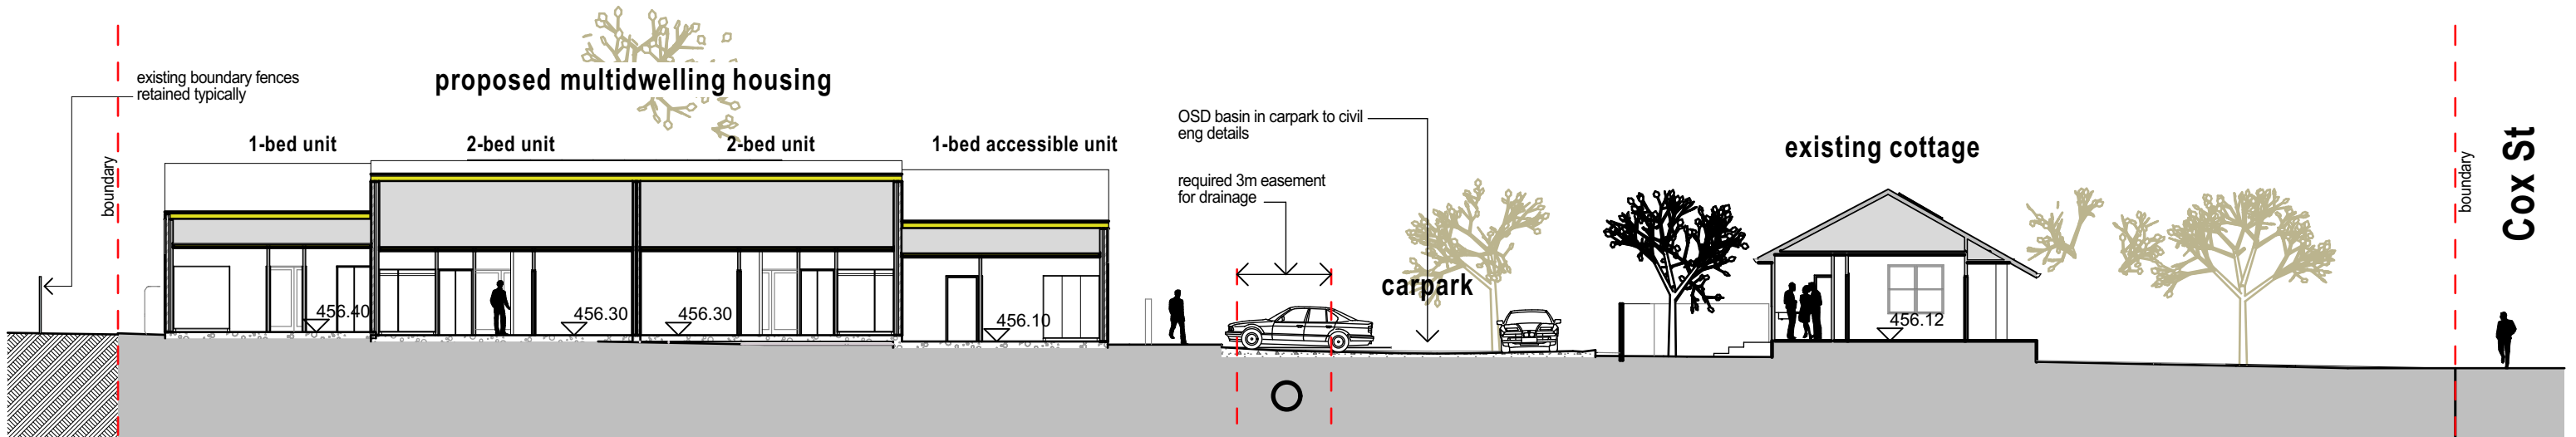 existing boundary fences
retained typically
proposed multidwelling housing
boundary
1-bed unit
2-bed unit
2-bed unit
1-bed accessible unit
OSD basin in carpark to civil
eng details
required 3m easement
for drainage
carpark
existing cottage
boundary
Cox St
456.40
456.30
456.30
456.10
456.12